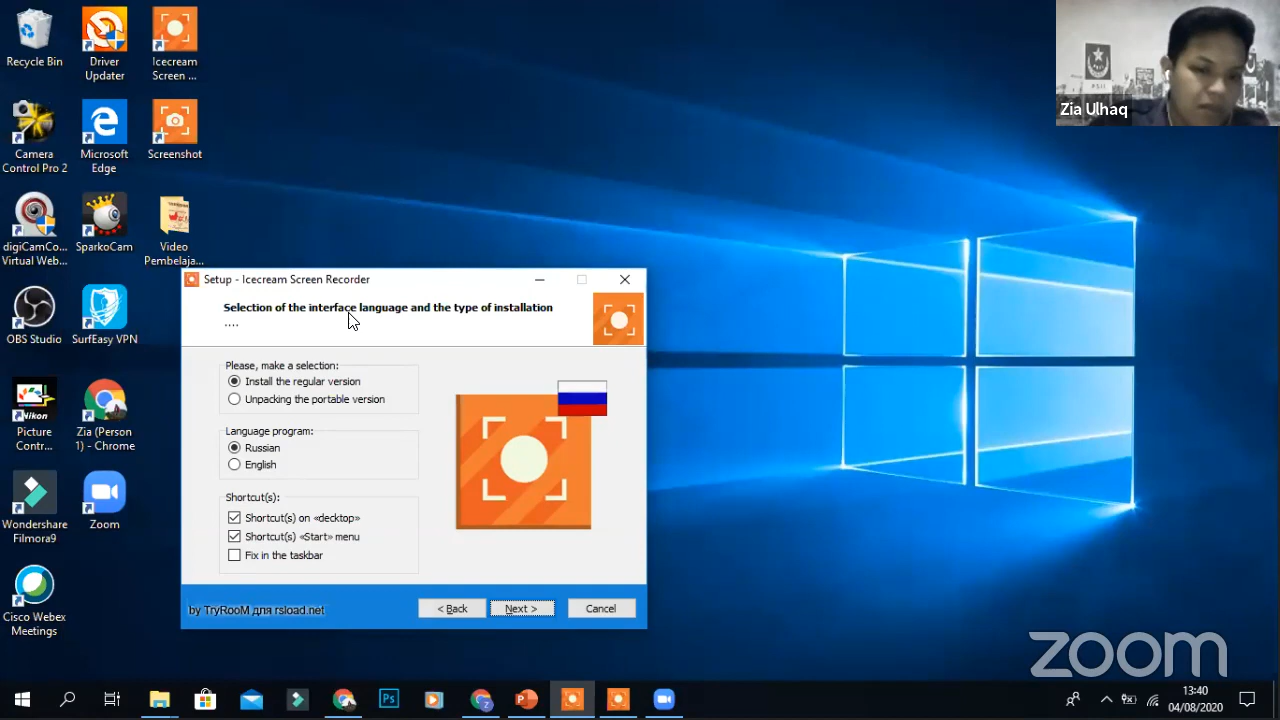 Recycle Bin
Driver
Updater
Icecream
Screen ...
Camera
Control Pro 2
Microsoft
Edge
Screenshot
digiCamCo...
Virtual Web...
SparkoCam
Video
Pembelaja...
OBS Studio
SurfEasy VPN
Nikon
Picture
Contr...
Zia (Person
1) - Chrome
Wondershare
Filmora9
Zoom
Cisco Webex
Meetings
Zia Ulhaq
Setup - Icecream Screen Recorder
Selection of the interface language and the type of installation
....
Please, make a selection:
Install the regular version
Unpacking the portable version
Language program:
Russian
English
Shortcut(s):
Shortcut(s) on «decktop»
Shortcut(s) «Start» menu
Fix in the taskbar
by TryRooM для rsload.net
< Back
Next >
Cancel
zoom
Ps
13:40
04/08/2020